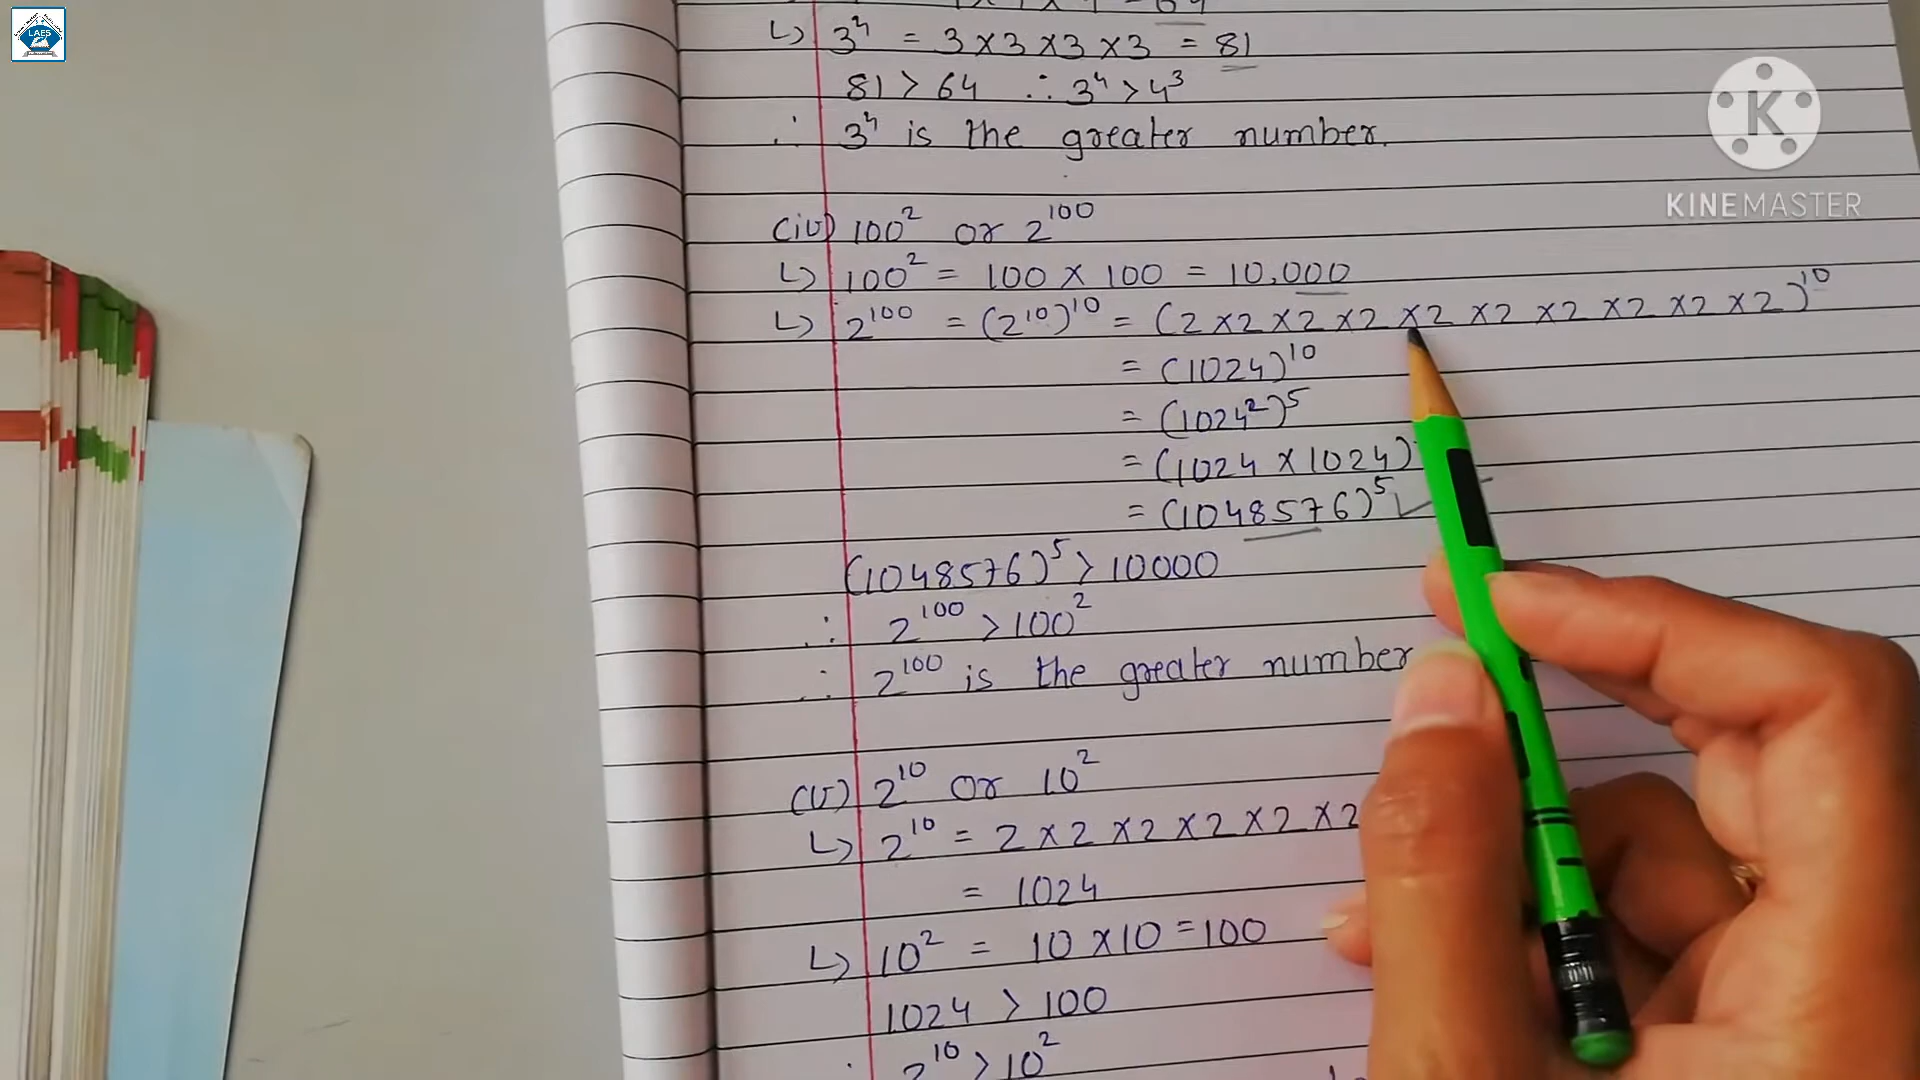 LAES
↳ 3⁴ = 3 × 3 × 3 × 3 = 81
81 > 64 ∴ 3⁴ > 4³
∴ 3⁴ is the greater number.
K
KINEMASTER
(iv) 100² or 2¹⁰⁰
↳ 100² = 100 × 100 = 10,000
↳ 2¹⁰⁰ = (2¹⁰)¹⁰ = (2 × 2 × 2 × 2 × 2 × 2 × 2 × 2 × 2 × 2)¹⁰
= (1024)¹⁰
= (1024²)⁵
= (1024 × 1024)
= (1048576)⁵
(1048576)⁵ > 10000
∴ 2¹⁰⁰ > 100²
∴ 2¹⁰⁰ is the greater number
(v) 2¹⁰ or 10²
↳ 2¹⁰ = 2 × 2 × 2 × 2 × 2 × 2
= 1024
↳ 10² = 10 × 10 = 100
1024 > 100
∴ 2¹⁰ > 10²